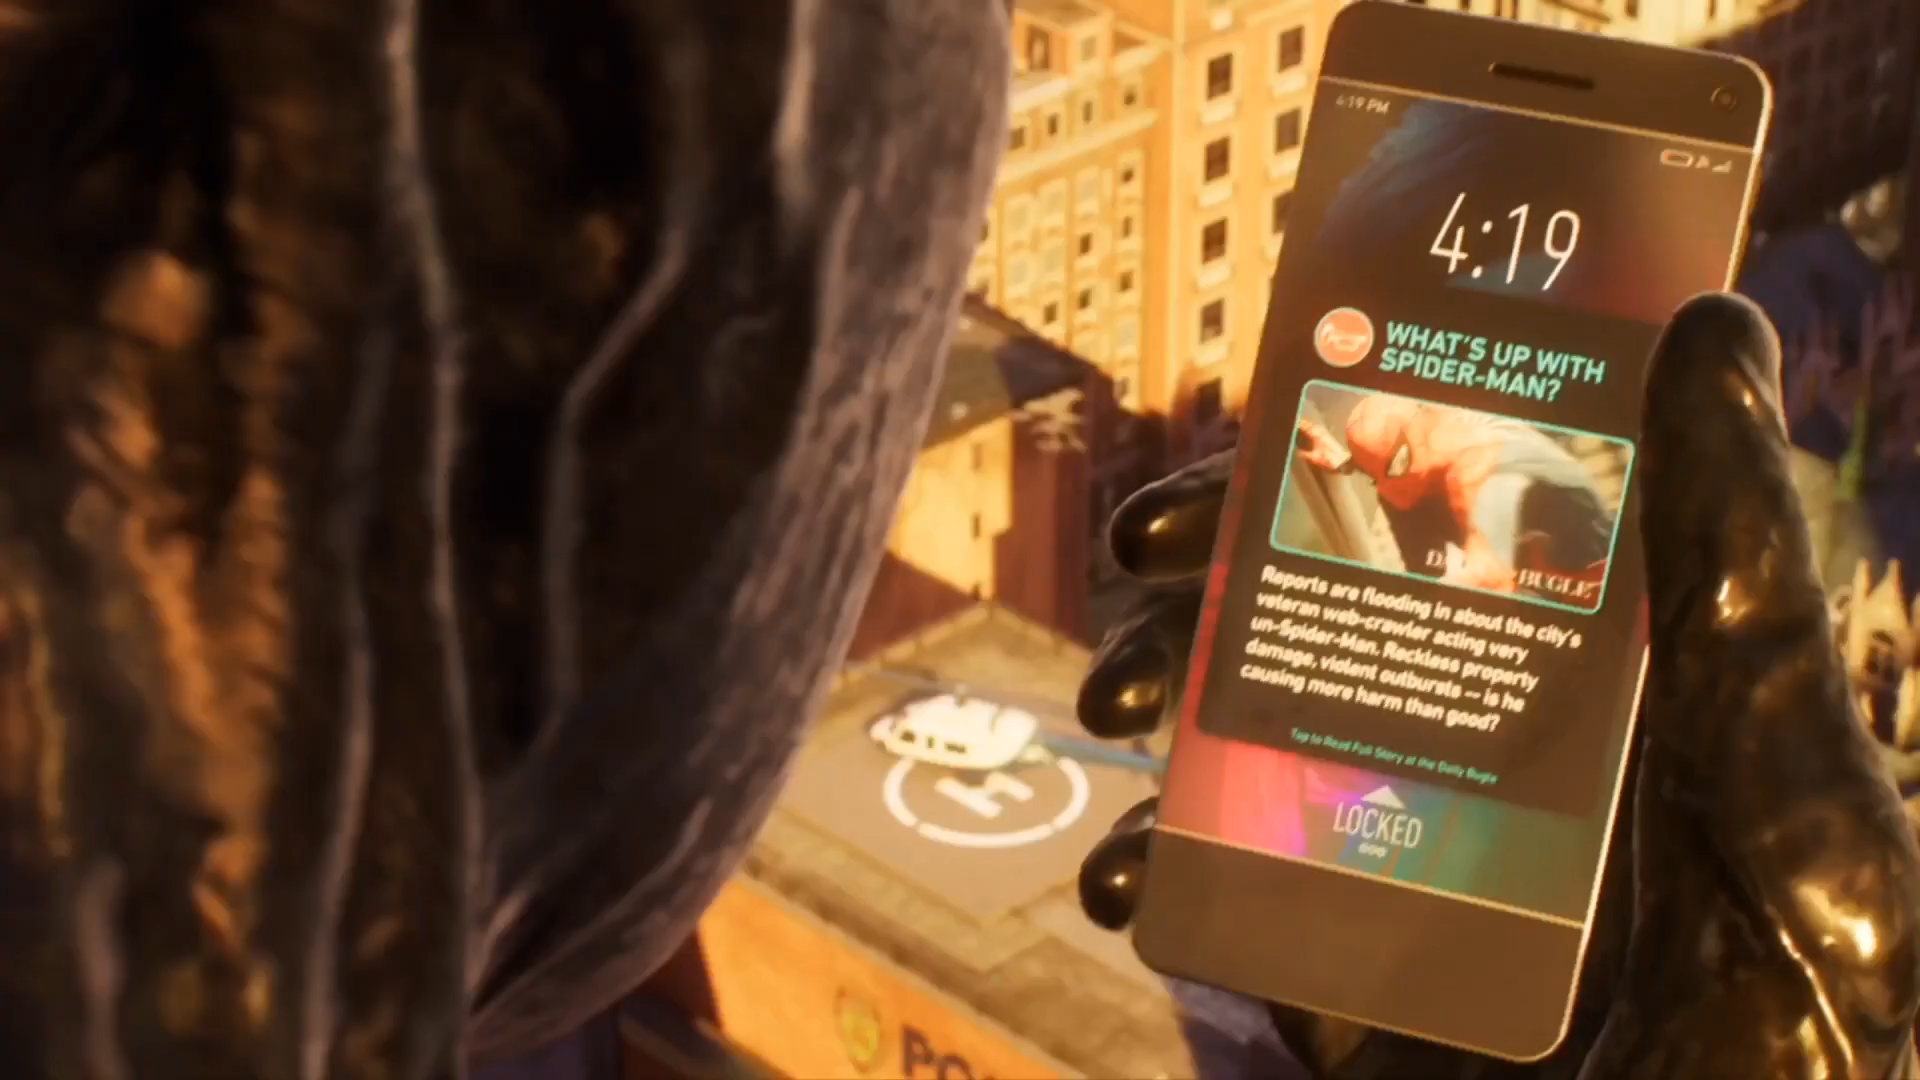 4:19 PM
4:19
WHAT'S UP WITH
SPIDER-MAN?
BUGLE
Reports are flooding in about the city's
veteran web-crawler acting very
un-Spider-Man. Reckless property
damage, violent outbursts — is he
causing more harm than good?
Tap to Read Full Story at the Daily Bugle
LOCKED
H